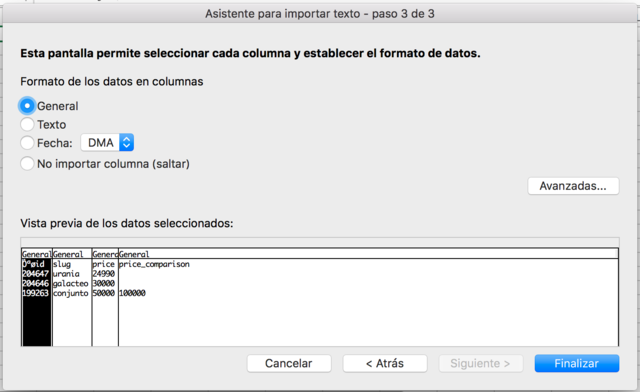 Asistente para importar texto - paso 3 de 3
Esta pantalla permite seleccionar cada columna y establecer el formato de datos.
Formato de los datos en columnas
General
Texto
Fecha: DMA
No importar columna (saltar)
Avanzadas...
Vista previa de los datos seleccionados:
General General General General
Ôªøid slug price price_comparison
204647 urania 24990
204646 galacteo 30000
199263 conjunto 50000 100000
Cancelar < Atrás Siguiente > Finalizar